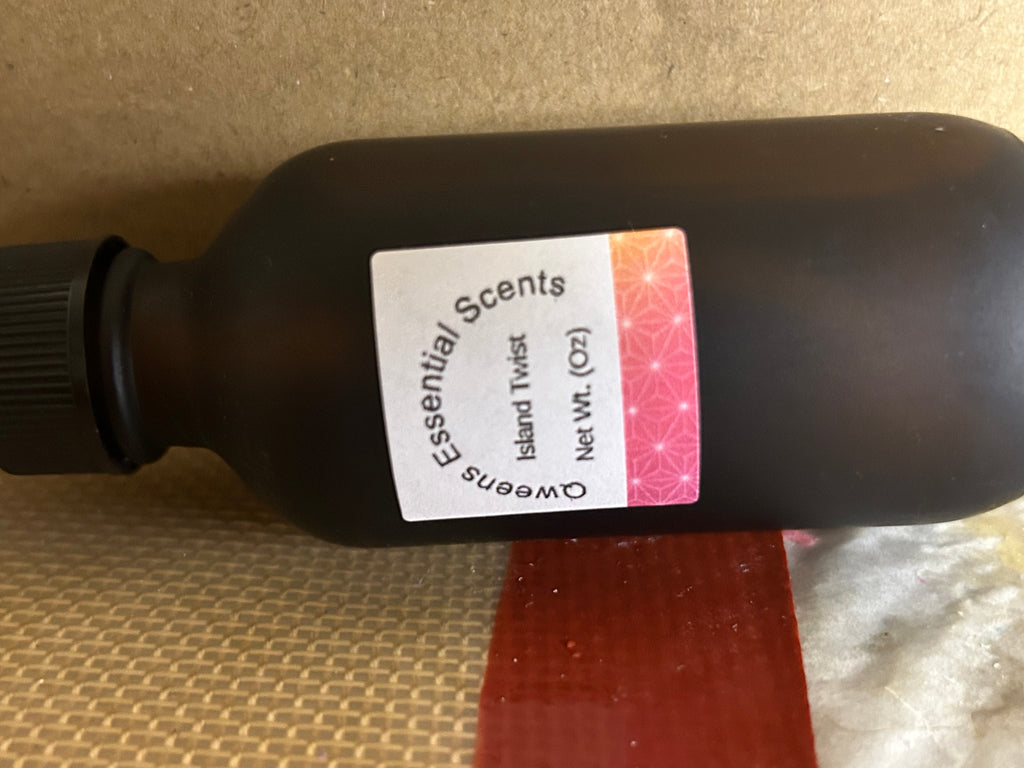 Qweens Essential Scents
Island Twist
Net Wt. (Oz)